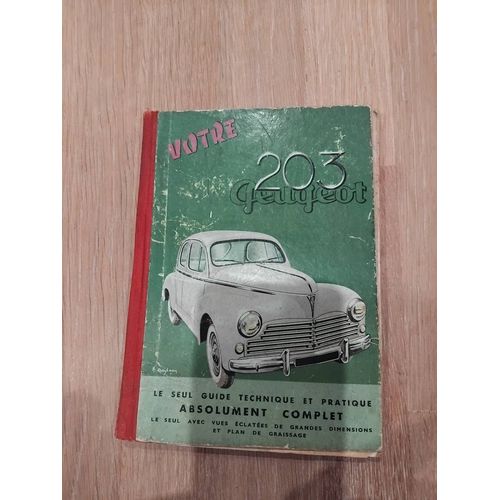 VOTRE
203
Peugeot
LE SEUL GUIDE TECHNIQUE ET PRATIQUE
ABSOLUMENT COMPLET
LE SEUL AVEC VUES ÉCLATÉES DE GRANDES DIMENSIONS
ET PLAN DE GRAISSAGE